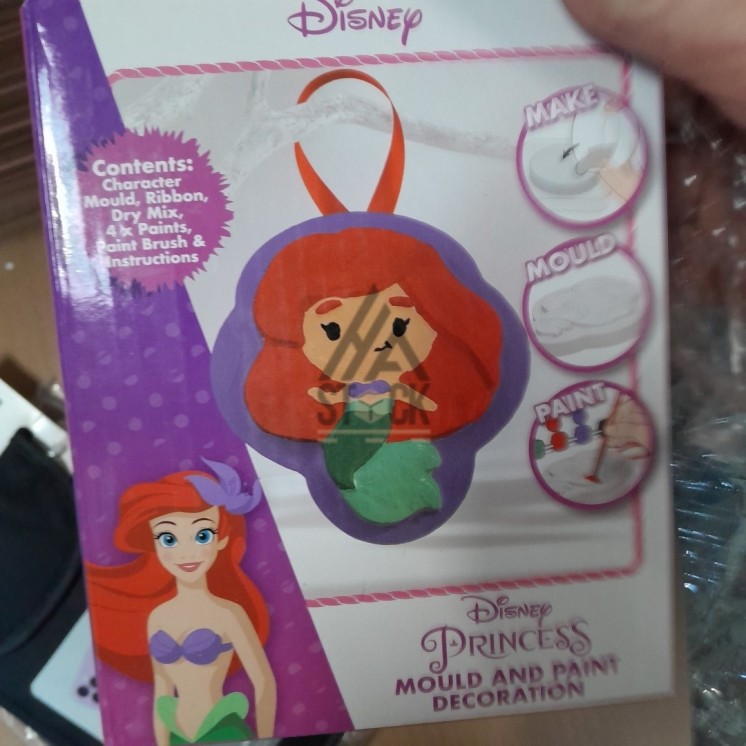 Disney
MAKE
Contents:
Character
Mould, Ribbon,
Dry Mix,
4 x Paints,
Paint Brush &
Instructions
MOULD
PAINT
STOCK
Disney
PRINCESS
MOULD AND PAINT
DECORATION